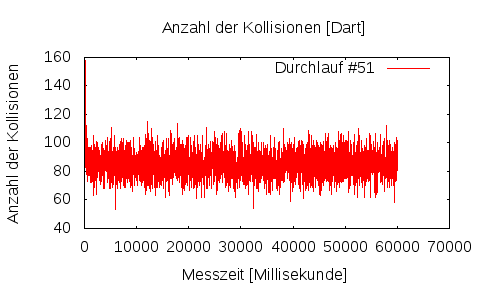 Anzahl der Kollisionen [Dart]
Durchlauf #51
Anzahl der Kollisionen
160
140
120
100
80
60
40
0 10000 20000 30000 40000 50000 60000 70000
Messzeit [Millisekunde]